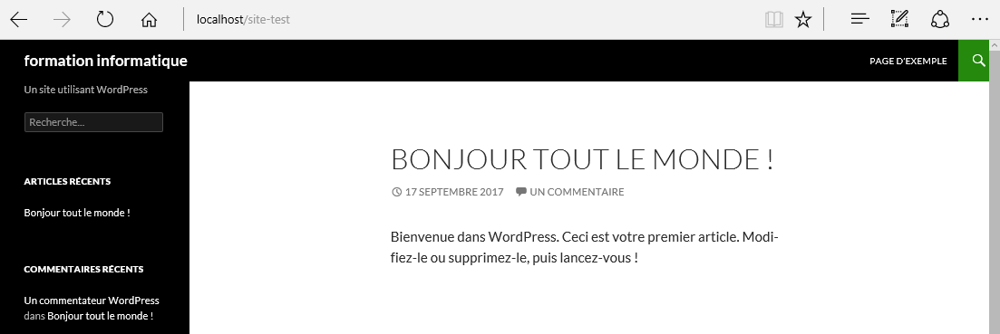 localhost/site-test
formation informatique
PAGE D'EXEMPLE
Un site utilisant WordPress
Recherche...
ARTICLES RÉCENTS
Bonjour tout le monde !
COMMENTAIRES RÉCENTS
Un commentateur WordPress
dans Bonjour tout le monde !
BONJOUR TOUT LE MONDE !
17 SEPTEMBRE 2017 UN COMMENTAIRE
Bienvenue dans WordPress. Ceci est votre premier article. Modi-
fiez-le ou supprimez-le, puis lancez-vous !